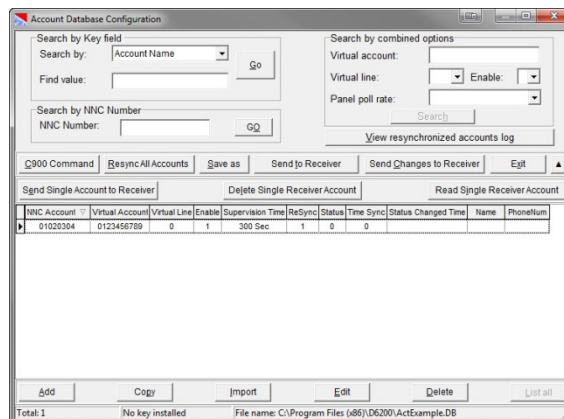 Account Database Configuration
Search by Key field
Search by: Account Name
Go
Find value:
Search by NNC Number
NNC Number:
GO
Search by combined options
Virtual account:
Virtual line: Enable:
Panel poll rate:
Search
View resynchronized accounts log
C900 Command Resync All Accounts Save as Send to Receiver Send Changes to Receiver Exit
Send Single Account to Receiver Delete Single Receiver Account Read Single Receiver Account
NNC Account Virtual Account Virtual Line Enable Supervision Time ReSync Status Time Sync Status Changed Time Name PhoneNum
01020304 0123456789 0 1 300 Sec 1 0 0
Add Copy Import Edit Delete List all
Total: 1 No key installed File name: C:\Program Files (x86)\D6200\ActExample.DB